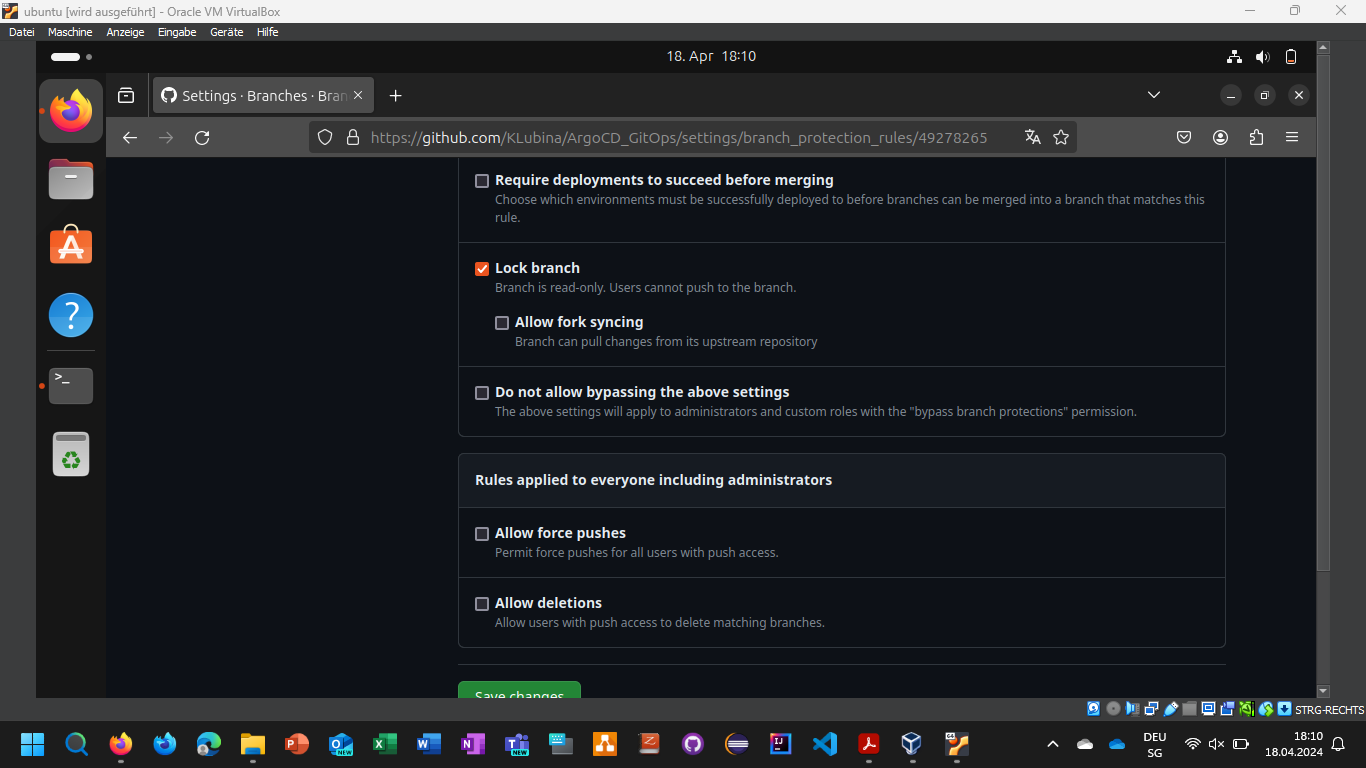 ubuntu [wird ausgeführt] - Oracle VM VirtualBox
Datei Maschine Anzeige Eingabe Geräte Hilfe
18. Apr 18:10
Settings · Branches · Bran
https://github.com/KLubina/ArgoCD_GitOps/settings/branch_protection_rules/49278265
Require deployments to succeed before merging
Choose which environments must be successfully deployed to before branches can be merged into a branch that matches this
rule.
Lock branch
Branch is read-only. Users cannot push to the branch.
Allow fork syncing
Branch can pull changes from its upstream repository
Do not allow bypassing the above settings
The above settings will apply to administrators and custom roles with the "bypass branch protections" permission.
Rules applied to everyone including administrators
Allow force pushes
Permit force pushes for all users with push access.
Allow deletions
Allow users with push access to delete matching branches.
Save changes
STRG-RECHTS
DEU
SG
18:10
18.04.2024